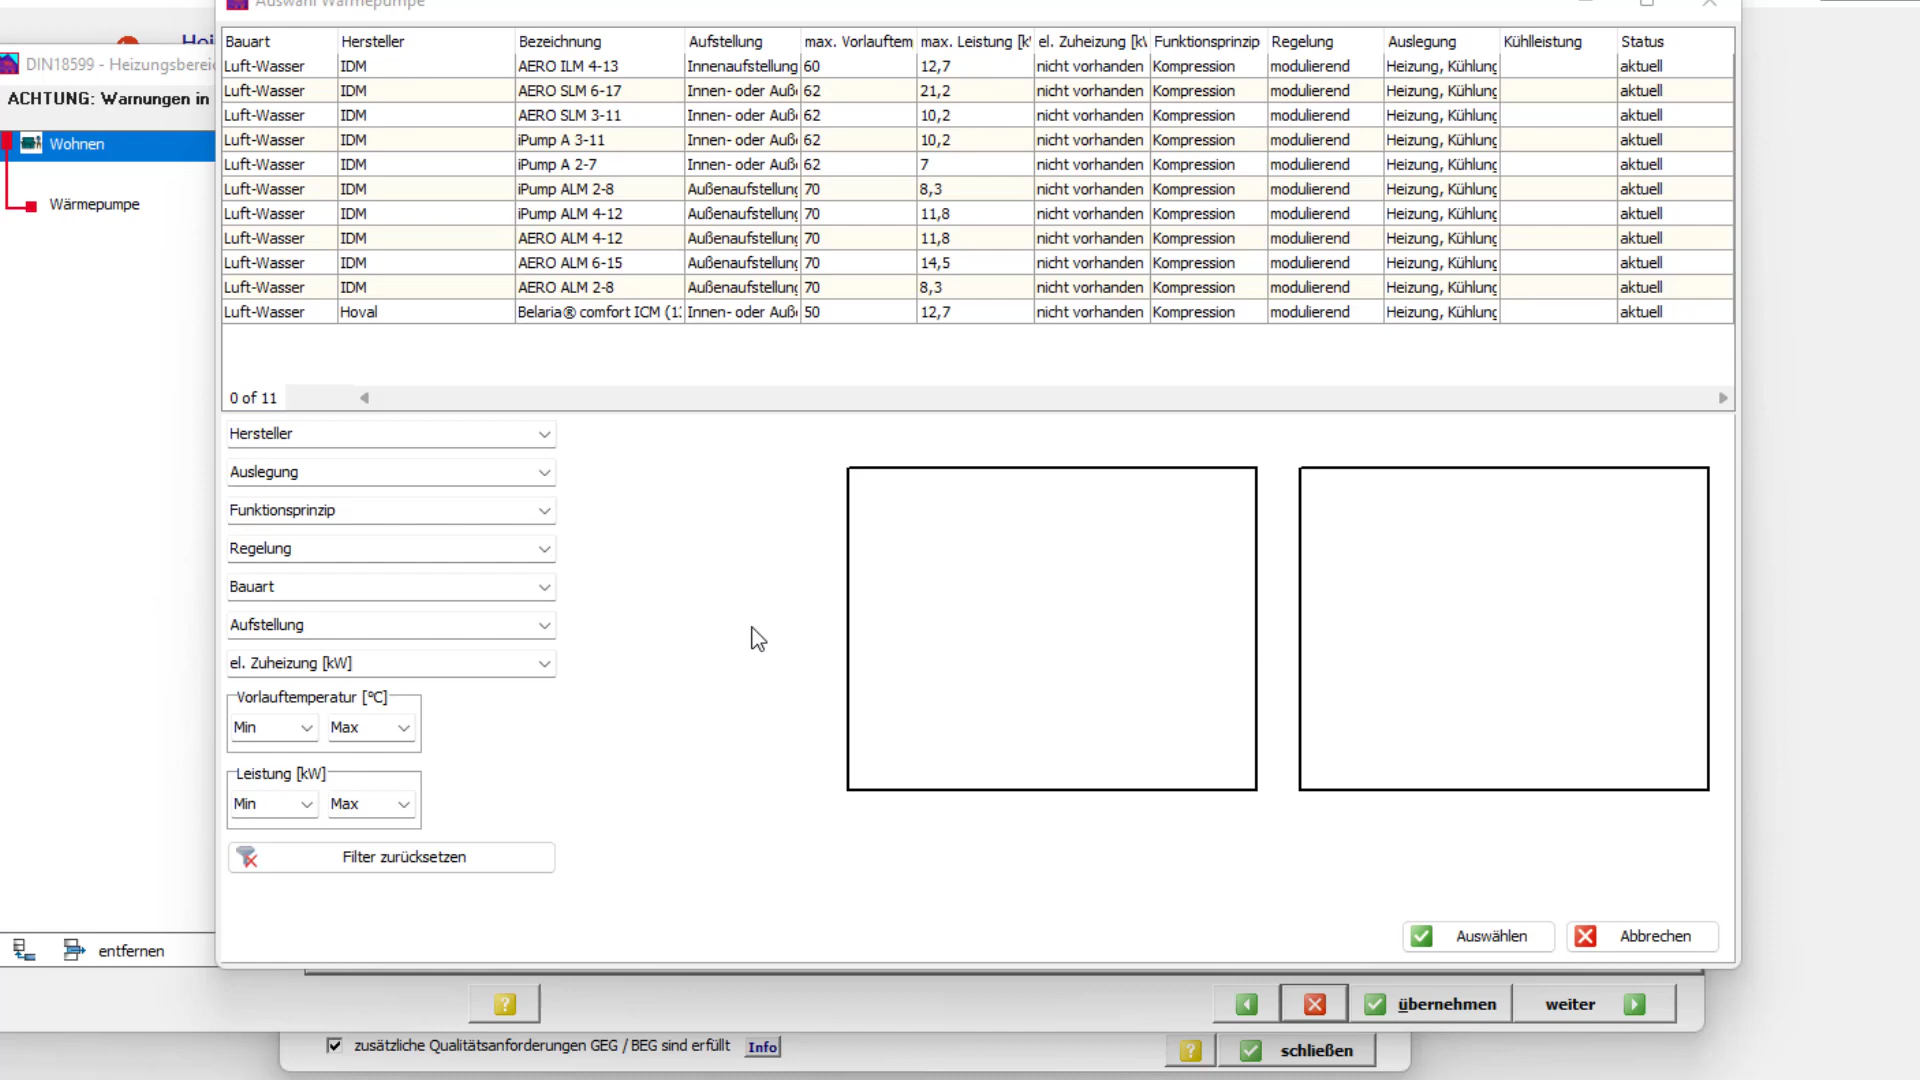 Auswahl Wärmepumpe
Hei
DIN18599 - Heizungsberei
ACHTUNG: Warnungen in
Wohnen
Wärmepumpe
Bauart Hersteller Bezeichnung Aufstellung max. Vorlauftem max. Leistung [k el. Zuheizung [k Funktionsprinzip Regelung Auslegung Kühlleistung Status
Luft-Wasser IDM AERO ILM 4-13 Innenaufstellung 60 12,7 nicht vorhanden Kompression modulierend Heizung, Kühlung aktuell
Luft-Wasser IDM AERO SLM 6-17 Innen- oder Auß 62 21,2 nicht vorhanden Kompression modulierend Heizung, Kühlung aktuell
Luft-Wasser IDM AERO SLM 3-11 Innen- oder Auß 62 10,2 nicht vorhanden Kompression modulierend Heizung, Kühlung aktuell
Luft-Wasser IDM iPump A 3-11 Innen- oder Auß 62 10,2 nicht vorhanden Kompression modulierend Heizung, Kühlung aktuell
Luft-Wasser IDM iPump A 2-7 Innen- oder Auß 62 7 nicht vorhanden Kompression modulierend Heizung, Kühlung aktuell
Luft-Wasser IDM iPump ALM 2-8 Außenaufstellung 70 8,3 nicht vorhanden Kompression modulierend Heizung, Kühlung aktuell
Luft-Wasser IDM iPump ALM 4-12 Außenaufstellung 70 11,8 nicht vorhanden Kompression modulierend Heizung, Kühlung aktuell
Luft-Wasser IDM AERO ALM 4-12 Außenaufstellung 70 11,8 nicht vorhanden Kompression modulierend Heizung, Kühlung aktuell
Luft-Wasser IDM AERO ALM 6-15 Außenaufstellung 70 14,5 nicht vorhanden Kompression modulierend Heizung, Kühlung aktuell
Luft-Wasser IDM AERO ALM 2-8 Außenaufstellung 70 8,3 nicht vorhanden Kompression modulierend Heizung, Kühlung aktuell
Luft-Wasser Hoval Belaria® comfort ICM (1 Innen- oder Auß 50 12,7 nicht vorhanden Kompression modulierend Heizung, Kühlung aktuell
0 of 11
Hersteller
Auslegung
Funktionsprinzip
Regelung
Bauart
Aufstellung
el. Zuheizung [kW]
Vorlauftemperatur [°C]
Min Max
Leistung [kW]
Min Max
Filter zurücksetzen
Auswählen Abbrechen
entfernen
? übernehmen weiter
zusätzliche Qualitätsanforderungen GEG / BEG sind erfüllt Info ? schließen